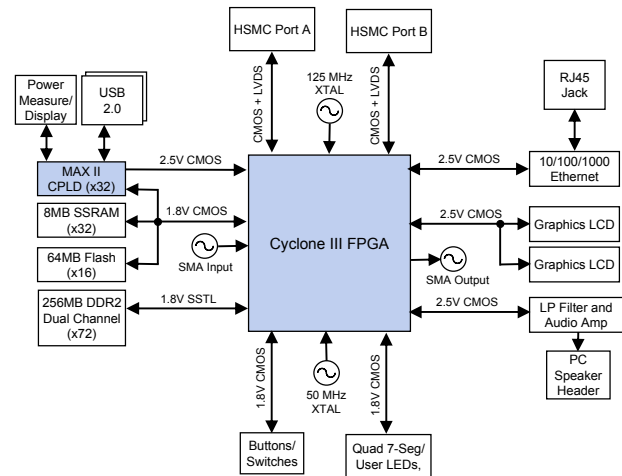 HSMC Port A
HSMC Port B
CMOS + LVDS
125 MHz
XTAL
CMOS + LVDS
Power
Measure/
Display
USB
2.0
RJ45
Jack
MAX II
CPLD (x32)
2.5V CMOS
2.5V CMOS
10/100/1000
Ethernet
8MB SSRAM
(x32)
1.8V CMOS
2.5V CMOS
Graphics LCD
Cyclone III FPGA
64MB Flash
(x16)
SMA Input
SMA Output
Graphics LCD
256MB DDR2
Dual Channel
(x72)
1.8V SSTL
2.5V CMOS
LP Filter and
Audio Amp
PC
Speaker
Header
1.8V CMOS
50 MHz
XTAL
1.8V CMOS
Buttons/
Switches
Quad 7-Seg/
User LEDs,